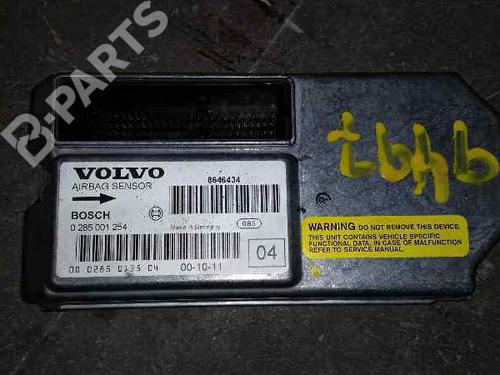 B-PARTS
VOLVO
AIRBAG SENSOR
8646434
BOSCH
0 285 001 254
Made in Germany
085
00-10-11
04
WARNING DO NOT REMOVE THIS DEVICE.
THIS UNIT CONTAINS VEHICLE SPECIFIC
FUNCTIONAL DATA. IN CASE OF MALFUNCTION
REFER TO SERVICE MANUAL.
B-PARTS